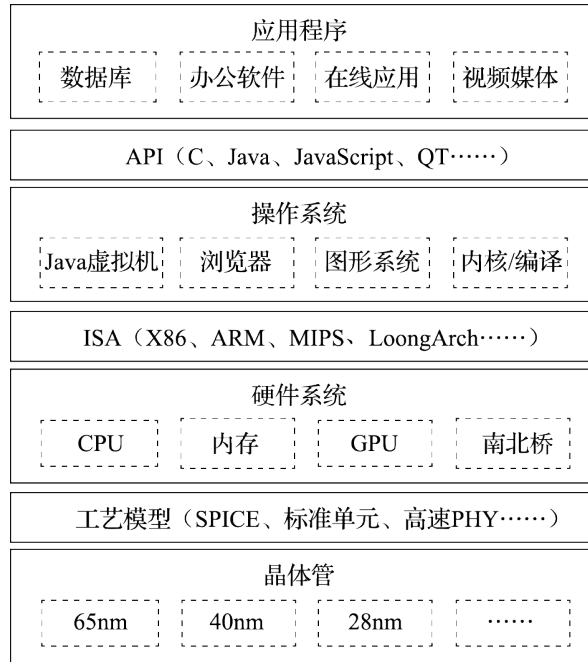 应用程序
数据库 办公软件 在线应用 视频媒体
API（C、Java、JavaScript、QT……）
操作系统
Java虚拟机 浏览器 图形系统 内核/编译
ISA（X86、ARM、MIPS、LoongArch……）
硬件系统
CPU 内存 GPU 南北桥
工艺模型（SPICE、标准单元、高速PHY……）
晶体管
65nm 40nm 28nm ……